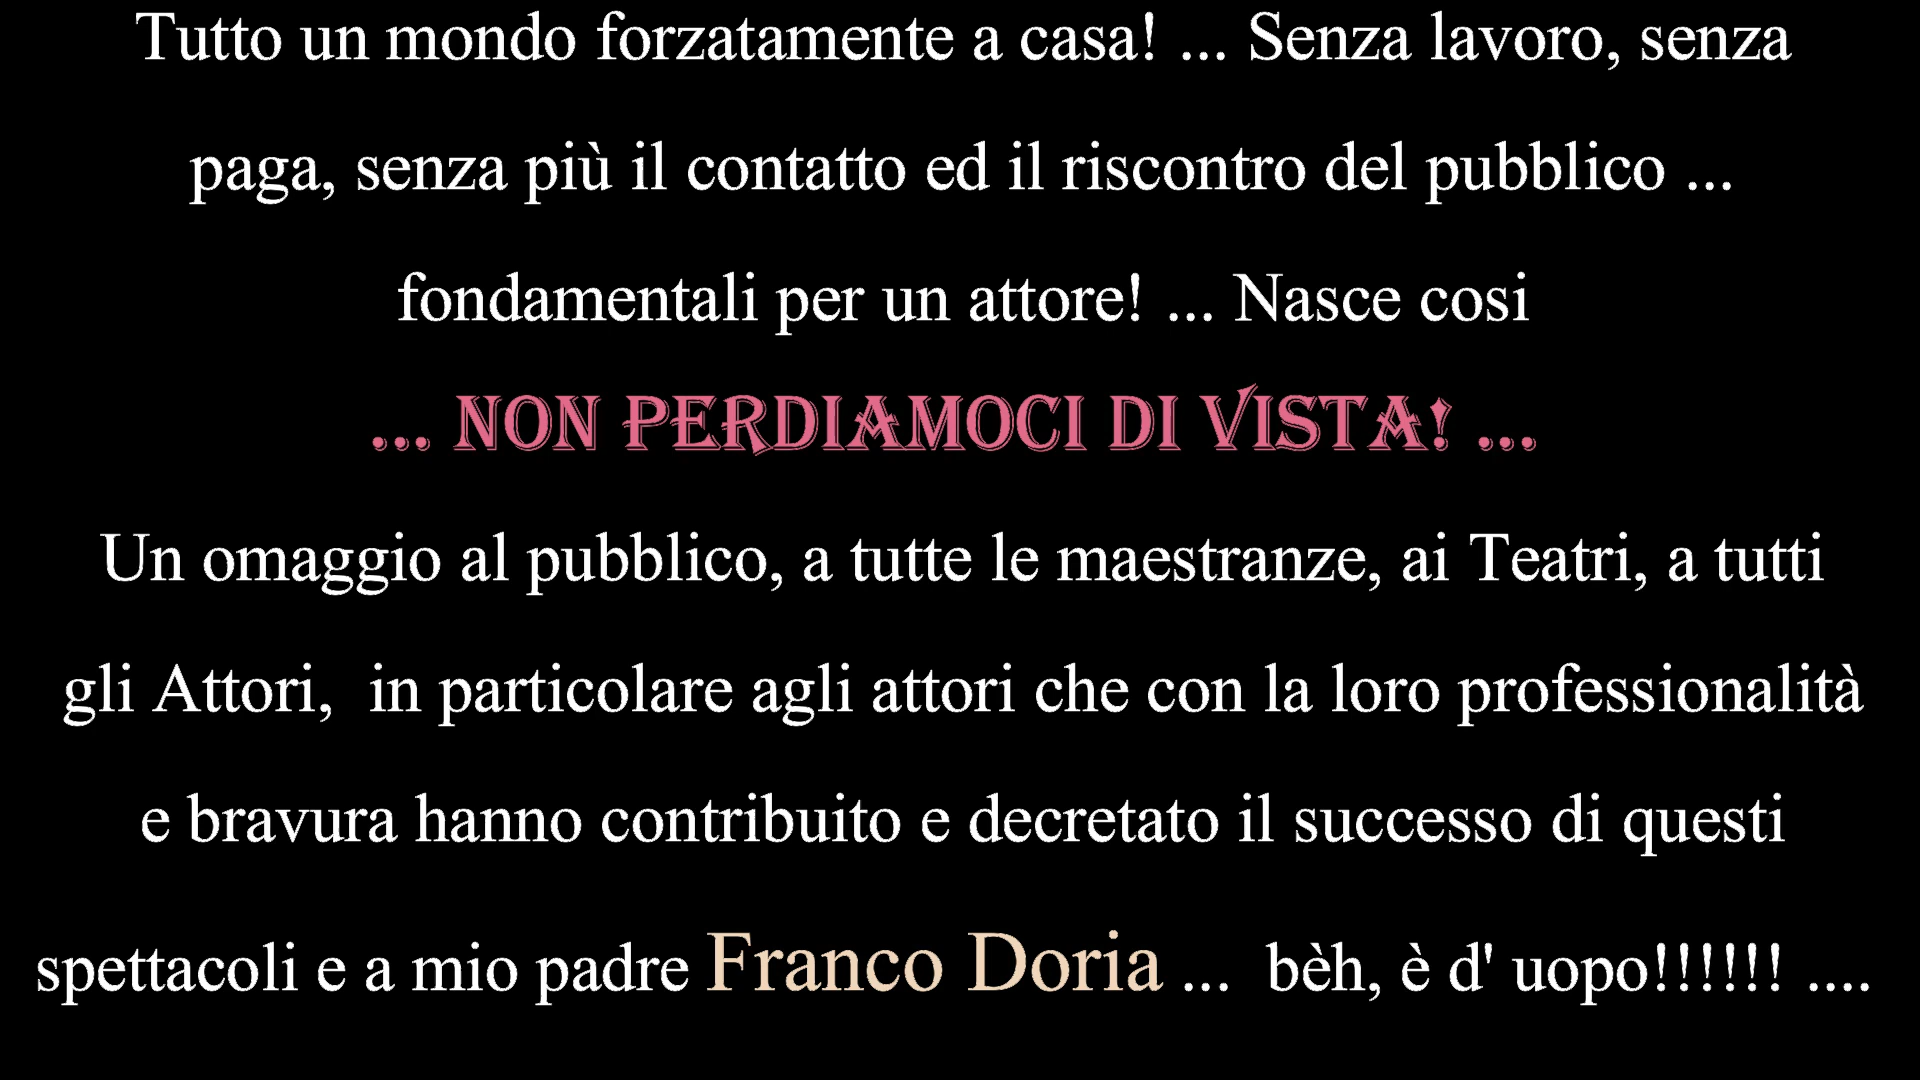 Tutto un mondo forzatamente a casa! ... Senza lavoro, senza
paga, senza più il contatto ed il riscontro del pubblico ...
fondamentali per un attore! ... Nasce cosi
... NON PERDIAMOCI DI VISTA! ...
Un omaggio al pubblico, a tutte le maestranze, ai Teatri, a tutti
gli Attori,  in particolare agli attori che con la loro professionalità
e bravura hanno contribuito e decretato il successo di questi
spettacoli e a mio padre Franco Doria ...  bèh, è d' uopo!!!!!! ....